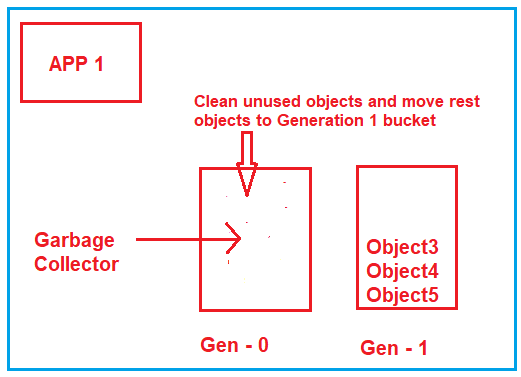 APP 1
Clean unused objects and move rest
objects to Generation 1 bucket
Garbage
Collector
Object3
Object4
Object5
Gen - 0
Gen - 1